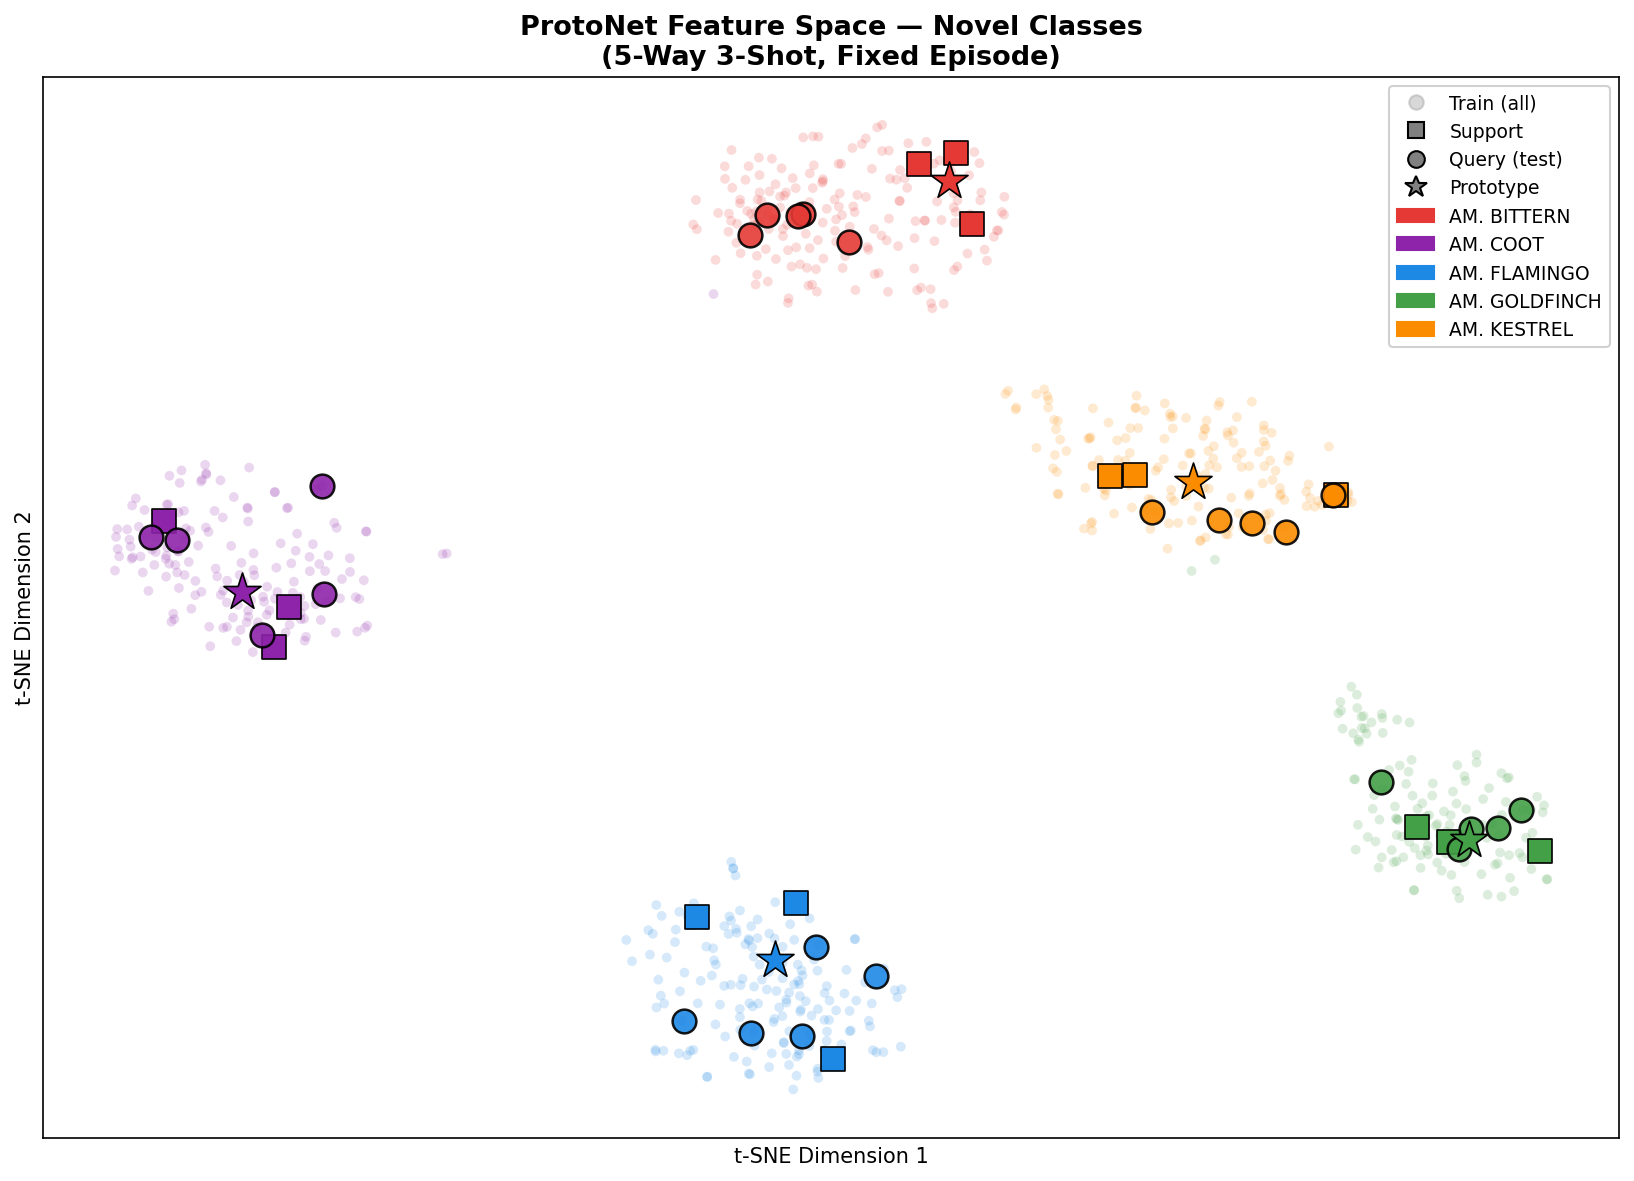 ProtoNet Feature Space — Novel Classes
(5-Way 3-Shot, Fixed Episode)
Train (all)
Support
Query (test)
Prototype
AM. BITTERN
AM. COOT
AM. FLAMINGO
AM. GOLDFINCH
AM. KESTREL
t-SNE Dimension 2
t-SNE Dimension 1